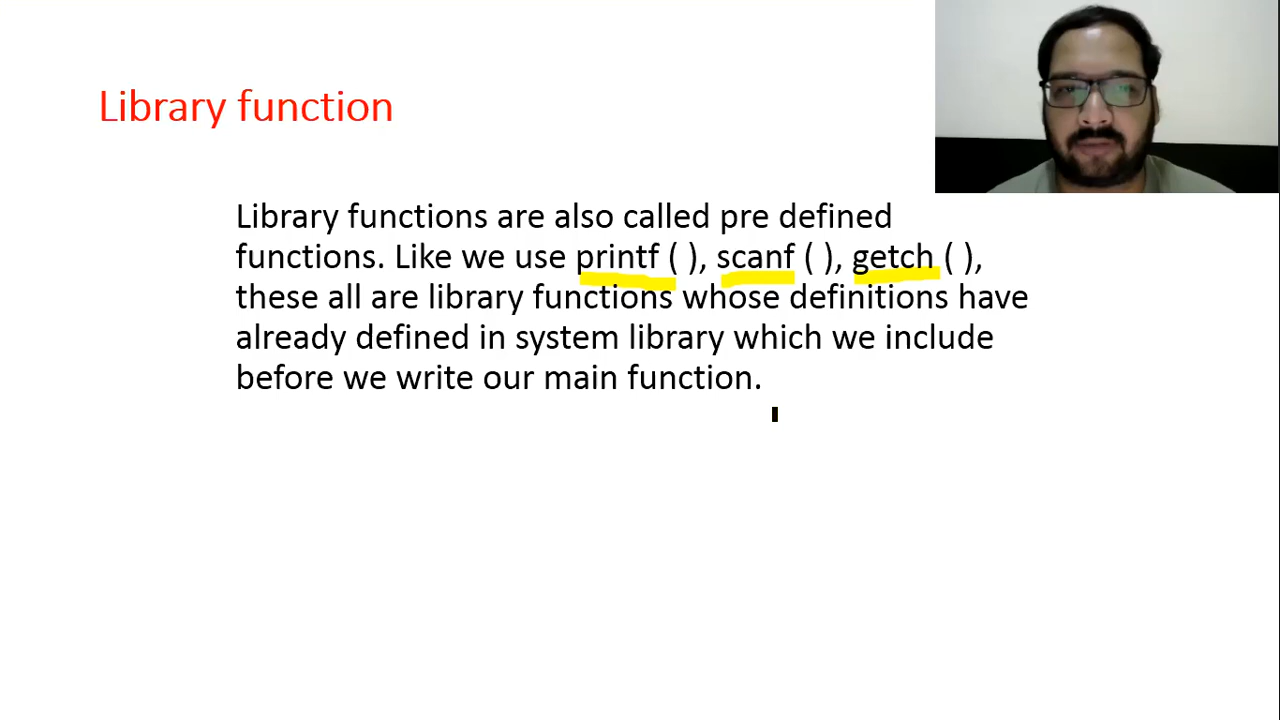 Library function
Library functions are also called pre defined
functions. Like we use printf ( ), scanf ( ), getch ( ),
these all are library functions whose definitions have
already defined in system library which we include
before we write our main function.